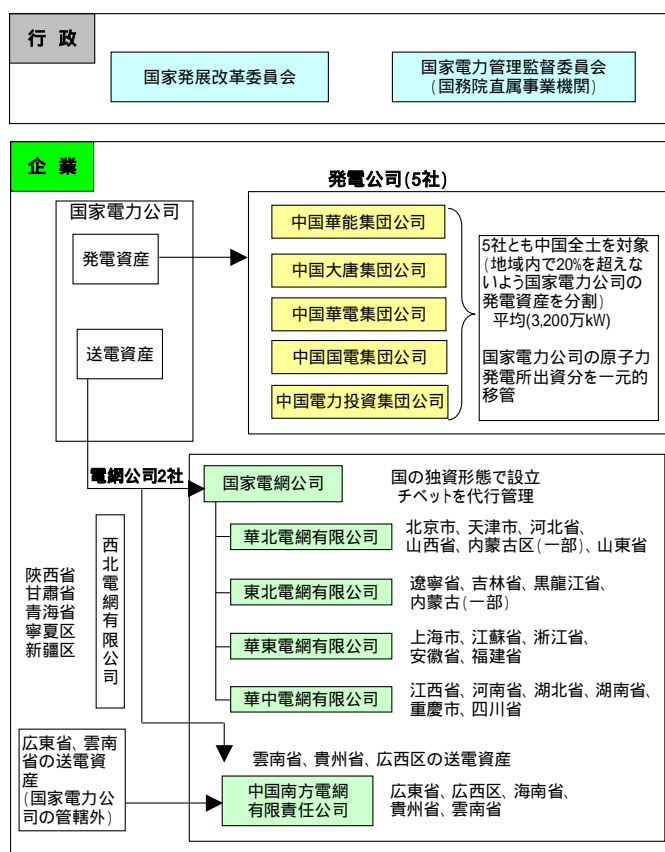 行 政
国家発展改革委員会
国家電力管理監督委員会
(国務院直属事業機関)
企 業
発電公司(5社)
国家電力公司
発電資産
送電資産
中国華能集団公司
中国大唐集団公司
中国華電集団公司
中国国電集団公司
中国電力投資集団公司
5社とも中国全土を対象
(地域内で20%を超えな
いよう国家電力公司の
発電資産を分割)
平均(3,200万kW)
国家電力公司の原子力
発電所出資分を一元的
移管
電網公司2社
国家電網公司
国の独資形態で設立
チベットを代行管理
華北電網有限公司
北京市、天津市、河北省、
山西省、内蒙古区(一部)、山東省
東北電網有限公司
遼寧省、吉林省、黒龍江省、
内蒙古(一部)
華東電網有限公司
上海市、江蘇省、淅江省、
安徽省、福建省
華中電網有限公司
江西省、河南省、湖北省、湖南省、
重慶市、四川省
西北電網有限公司
陝西省
甘粛省
青海省
寧夏区
新疆区
広東省、雲南
省の送電資
産
(国家電力公
司の管轄外)
雲南省、貴州省、広西区の送電資産
中国南方電網
有限責任公司
広東省、広西区、海南省、
貴州省、雲南省